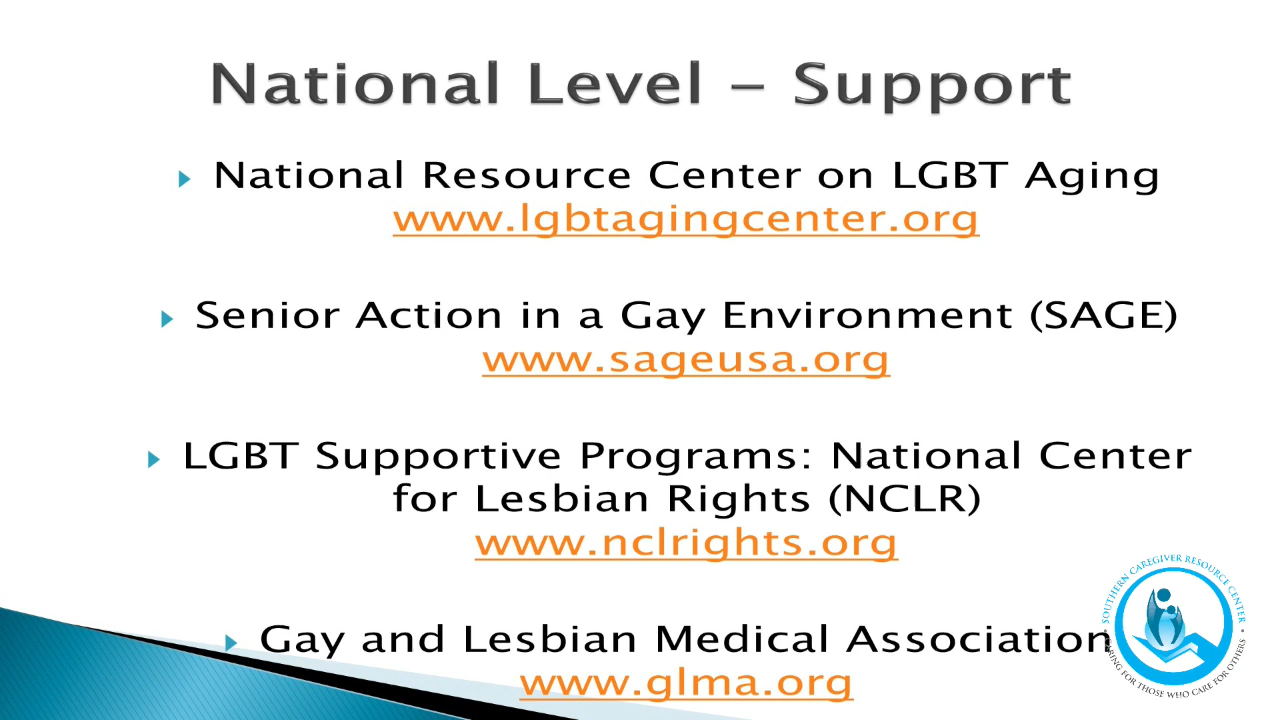 National Level – Support
National Resource Center on LGBT Aging
www.lgbtagingcenter.org
Senior Action in a Gay Environment (SAGE)
www.sageusa.org
LGBT Supportive Programs: National Center
for Lesbian Rights (NCLR)
www.nclrights.org
Gay and Lesbian Medical Association
www.glma.org
SOUTHERN CAREGIVER RESOURCE CENTER
CARING FOR THOSE WHO CARE FOR OTHERS